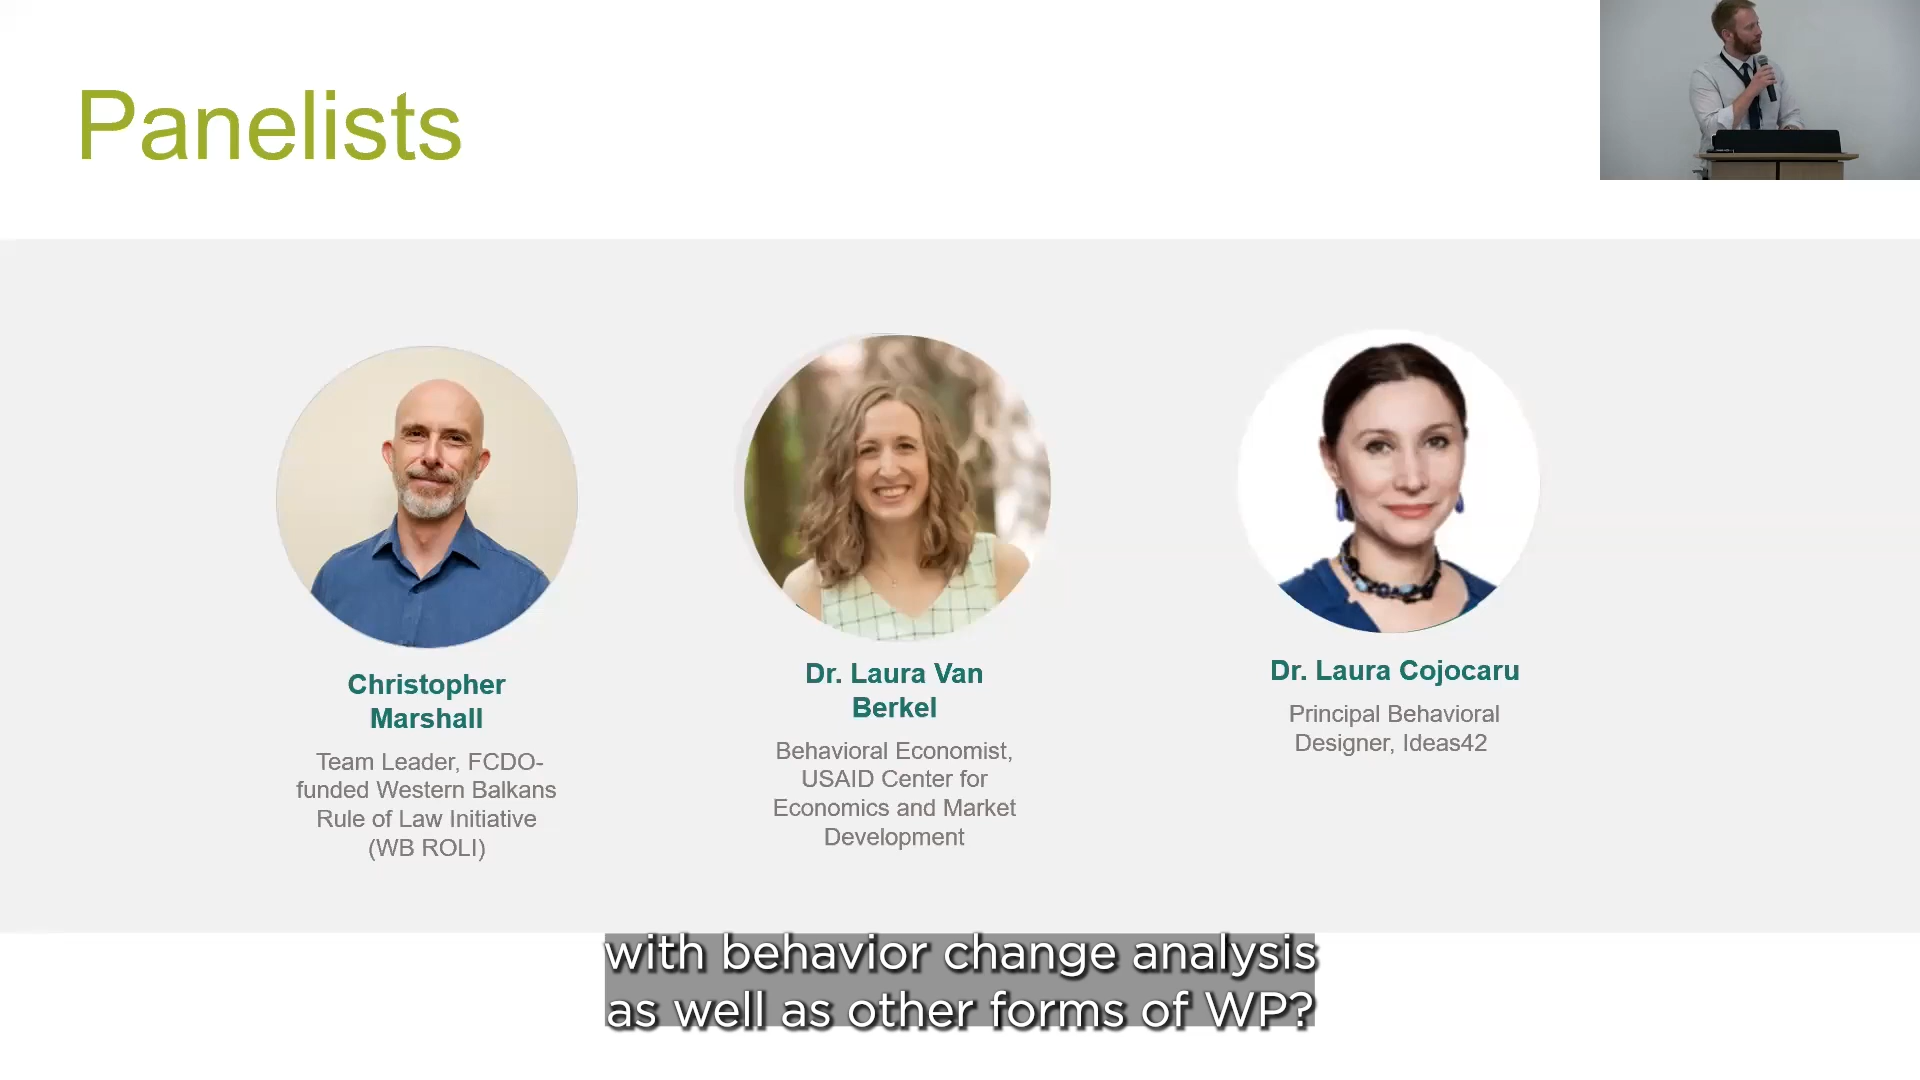 Panelists
Christopher
Marshall
Team Leader, FCDO-
funded Western Balkans
Rule of Law Initiative
(WB ROLI)
Dr. Laura Van
Berkel
Behavioral Economist,
USAID Center for
Economics and Market
Development
Dr. Laura Cojocaru
Principal Behavioral
Designer, Ideas42
with behavior change analysis
as well as other forms of WP?